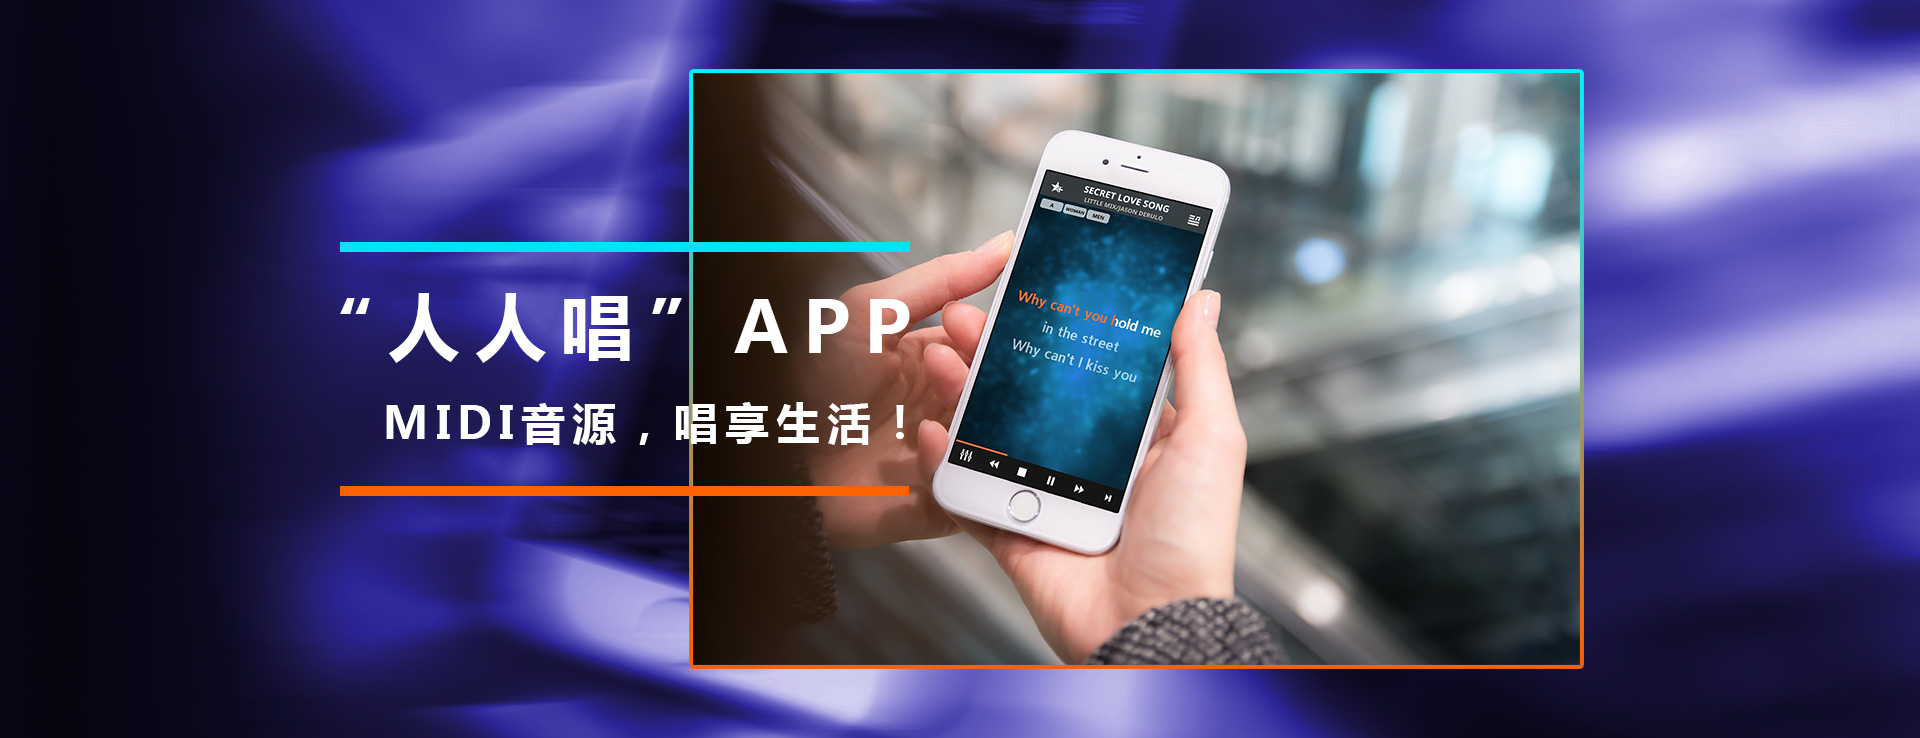 “人人唱” APP
MIDI音源，唱享生活！
SECRET LOVE SONG
LITTLE MIX/JASON DERULO
A WOMAN MEN
Why can't you hold me
in the street
Why can't I kiss you